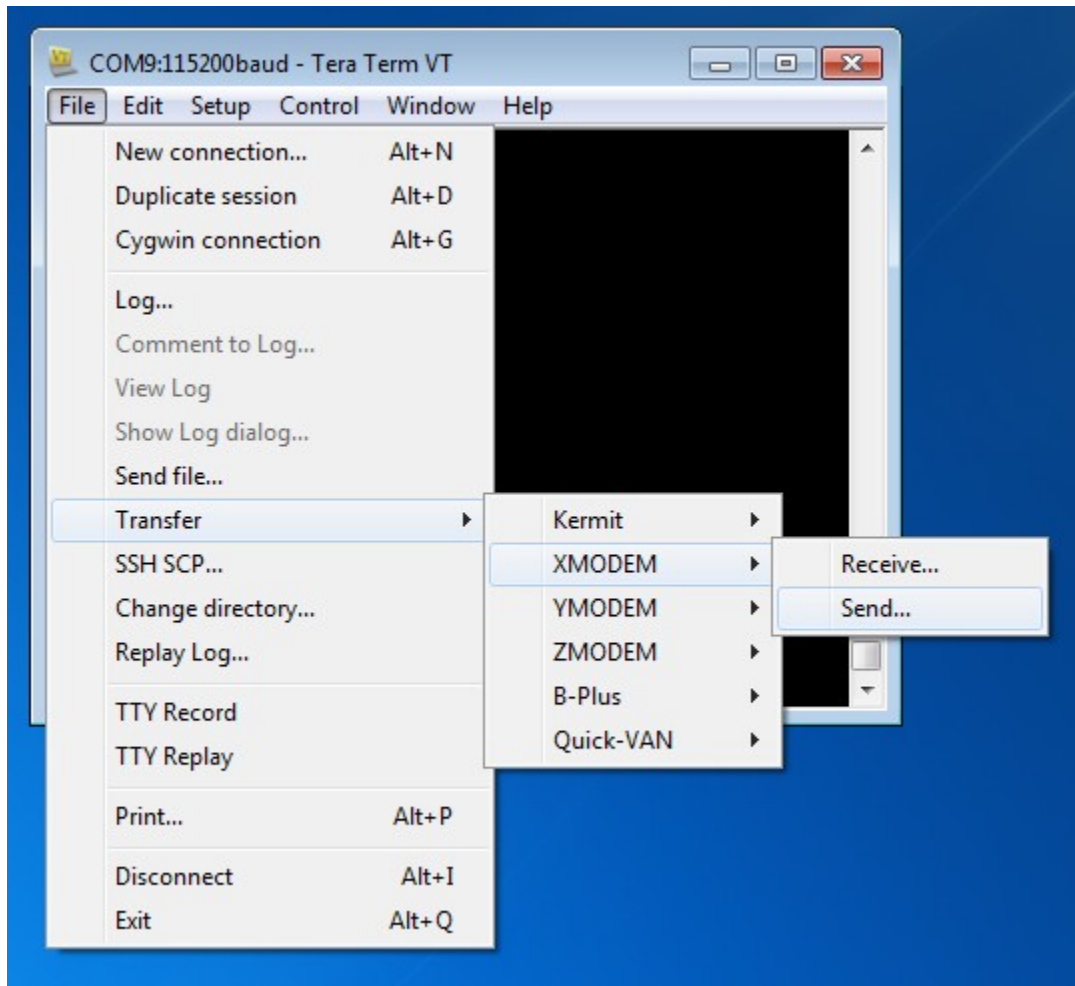 COM9:115200baud - Tera Term VT
File Edit Setup Control Window Help
New connection... Alt+N
Duplicate session Alt+D
Cygwin connection Alt+G
Log...
Comment to Log...
View Log
Show Log dialog...
Send file...
Transfer
SSH SCP...
Change directory...
Replay Log...
TTY Record
TTY Replay
Print... Alt+P
Disconnect Alt+I
Exit Alt+Q
Kermit
XMODEM
YMODEM
ZMODEM
B-Plus
Quick-VAN
Receive...
Send...